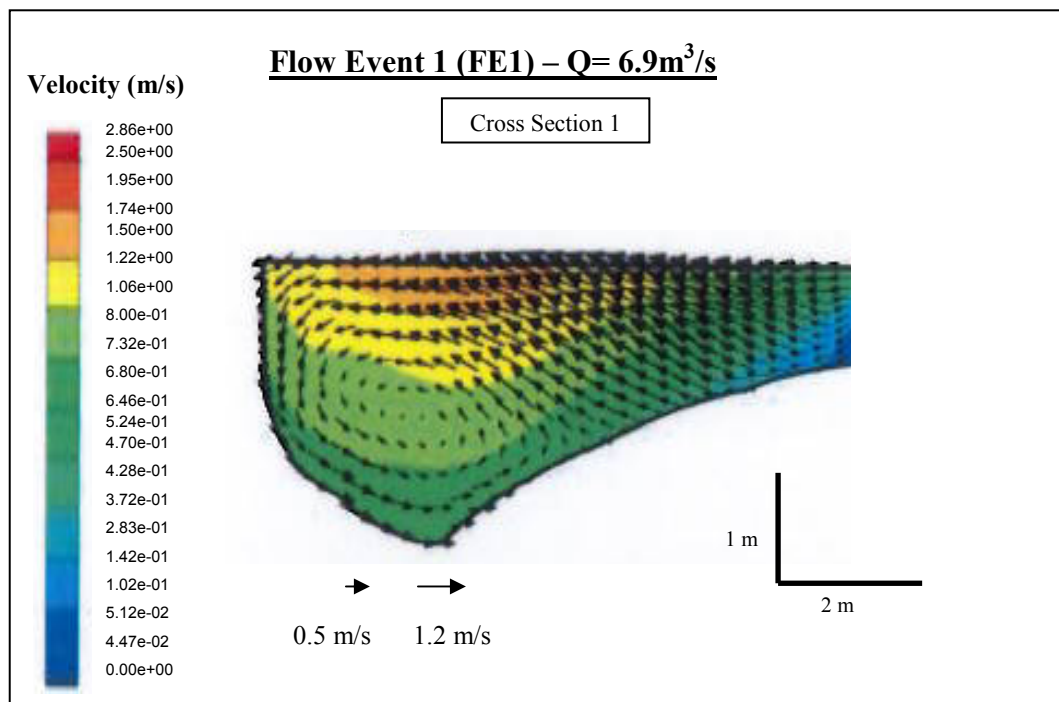 Flow Event 1 (FE1) – Q= 6.9m³/s
Velocity (m/s)
Cross Section 1
2.86e+00
2.50e+00
1.95e+00
1.74e+00
1.50e+00
1.22e+00
1.06e+00
8.00e-01
7.32e-01
6.80e-01
6.46e-01
5.24e-01
4.70e-01
4.28e-01
3.72e-01
2.83e-01
1.42e-01
1.02e-01
5.12e-02
4.47e-02
0.00e+00
1 m
2 m
0.5 m/s
1.2 m/s